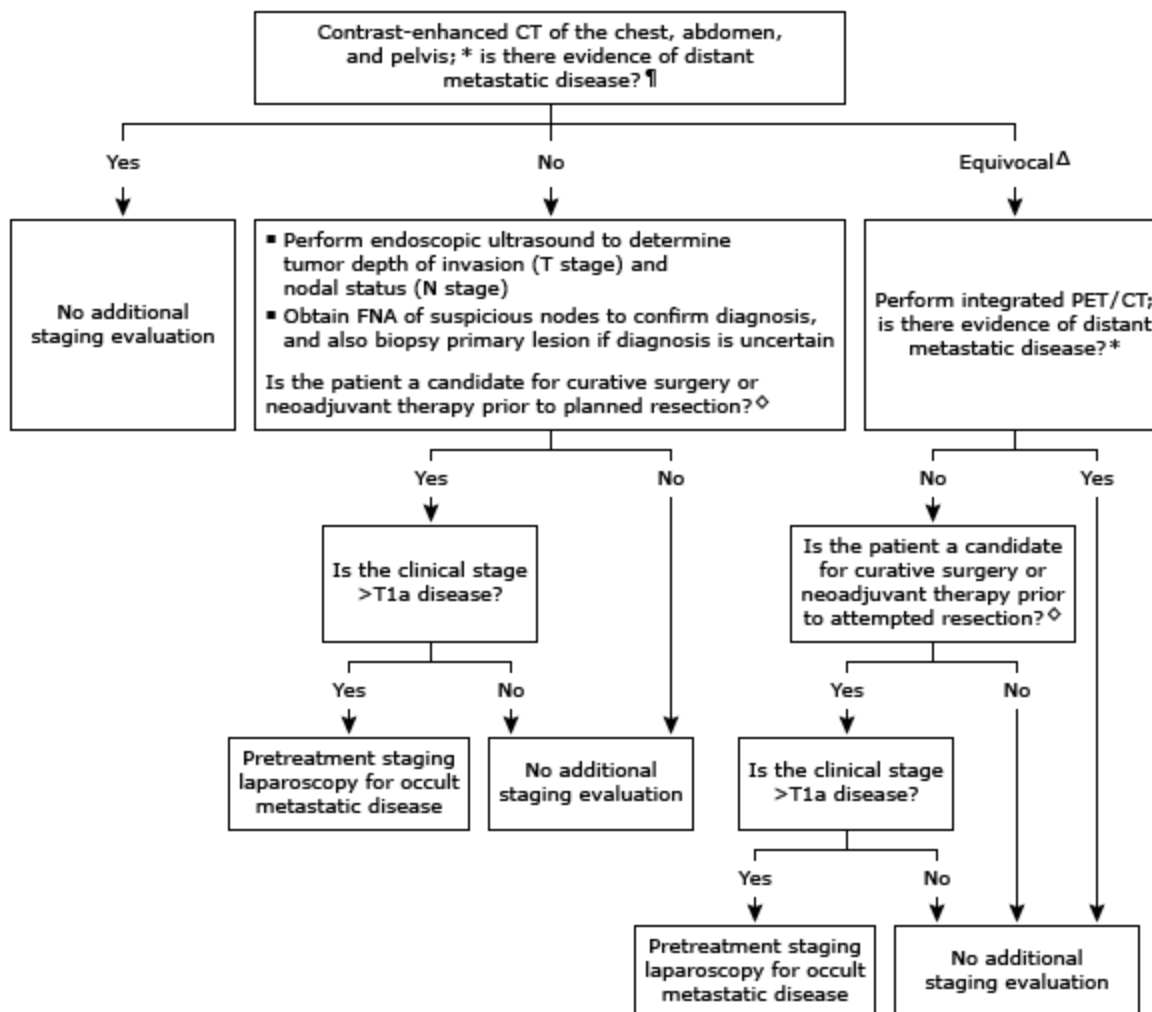 Contrast-enhanced CT of the chest, abdomen,
and pelvis; * is there evidence of distant
metastatic disease? ¶
Yes
No
Equivocal Δ
No additional
staging evaluation
▪ Perform endoscopic ultrasound to determine
tumor depth of invasion (T stage) and
nodal status (N stage)
▪ Obtain FNA of suspicious nodes to confirm diagnosis,
and also biopsy primary lesion if diagnosis is uncertain
Is the patient a candidate for curative surgery or
neoadjuvant therapy prior to planned resection? ◇
Perform integrated PET/CT;
is there evidence of distant
metastatic disease?*
Yes
No
No
Yes
Is the clinical stage
>T1a disease?
Is the patient a candidate
for curative surgery or
neoadjuvant therapy prior
to attempted resection? ◇
Yes
No
Yes
No
Pretreatment staging
laparoscopy for occult
metastatic disease
No additional
staging evaluation
Is the clinical stage
>T1a disease?
Yes
No
Pretreatment staging
laparoscopy for occult
metastatic disease
No additional
staging evaluation